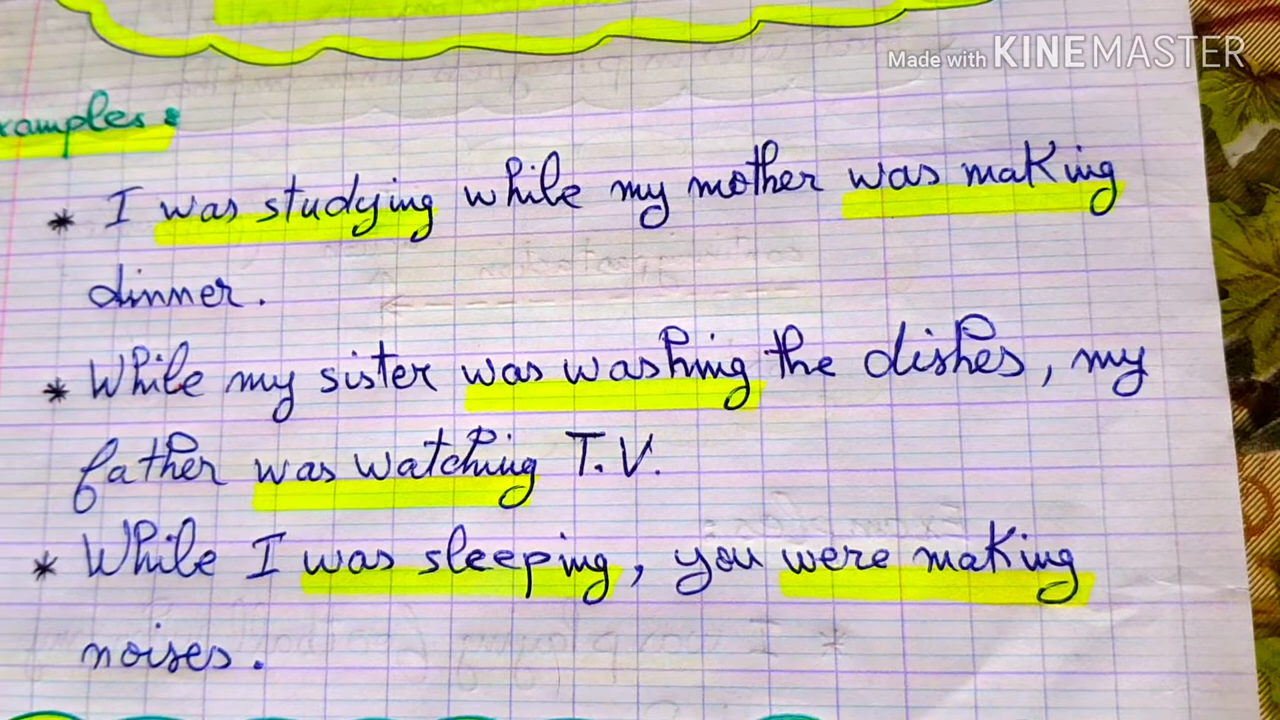 Made with KINEMASTER
xamples:
* I was studying while my mother was making
dinner.
* While my sister was washing the dishes, my
father was watching T.V.
* While I was sleeping, you were making
noises.